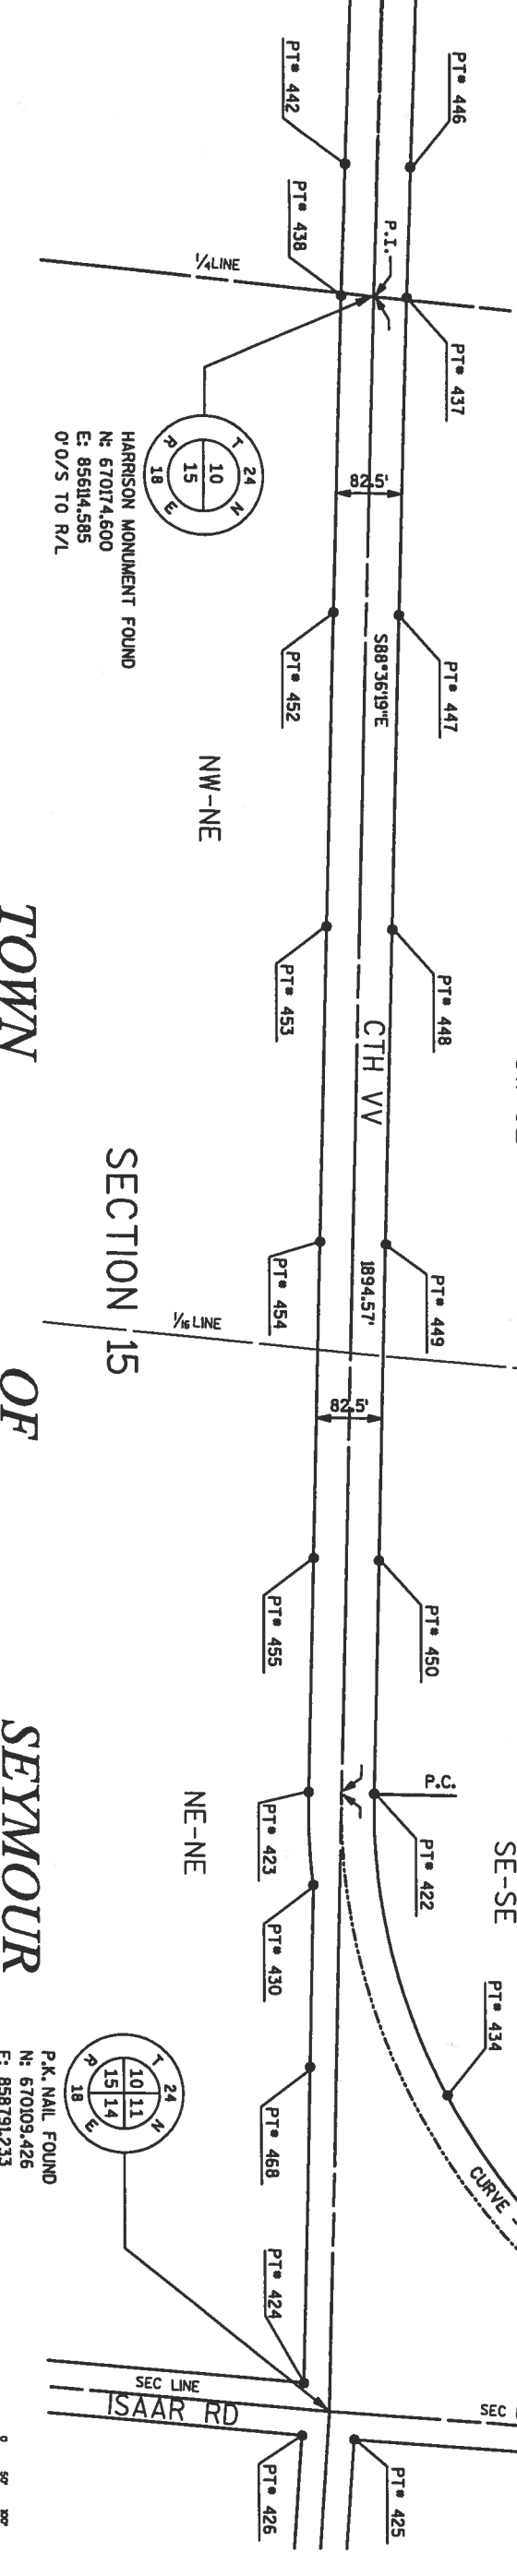 PT# 446
PT# 442
P.I.
PT# 438
1/4 LINE
PT# 437
HARRISON MONUMENT FOUND
N: 670174.600
E: 856114.585
0' O/S TO R/L
T 24 N
10
15
R 18 E
82.5'
S88°36'19"E
PT# 447
PT# 452
NW-NE
PT# 448
PT# 453
CTH VV
TOWN OF SEYMOUR
SECTION 15
PT# 449
PT# 454
1894.57'
1/16 LINE
82.5'
PT# 450
PT# 455
P.C.
PT# 422
PT# 423
NE-NE
SE-SE
PT# 430
PT# 434
CURVE
T 24 N
10 11
15 14
R 18 E
P.K. NAIL FOUND
N: 670109.426
E: 858791.233
PT# 468
PT# 424
SEC LINE
ISAAR RD
SEC
PT# 425
PT# 426
0 50' 100'